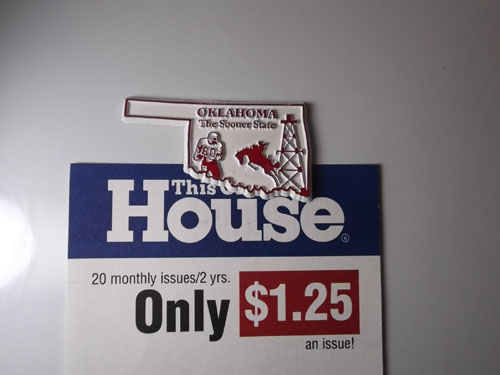 OKLAHOMA
The Sooner State
This
House®
20 monthly issues/2 yrs.
Only $1.25
an issue!